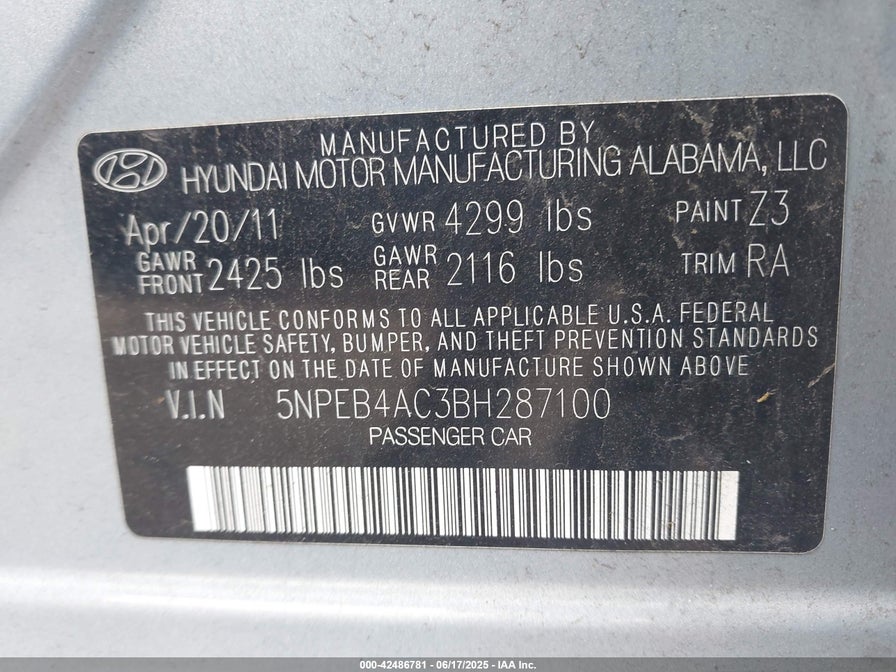 MANUFACTURED BY
HYUNDAI MOTOR MANUFACTURING ALABAMA, LLC
Apr/20/11 GVWR 4299 lbs PAINT Z3
GAWR FRONT 2425 lbs GAWR REAR 2116 lbs TRIM RA
THIS VEHICLE CONFORMS TO ALL APPLICABLE U.S.A. FEDERAL
MOTOR VEHICLE SAFETY, BUMPER, AND THEFT PREVENTION STANDARDS
IN EFFECT ON THE DATE OF MANUFACTURE SHOWN ABOVE
V.I.N 5NPEB4AC3BH287100
PASSENGER CAR
000-42486781 - 06/17/2025 - IAA Inc.